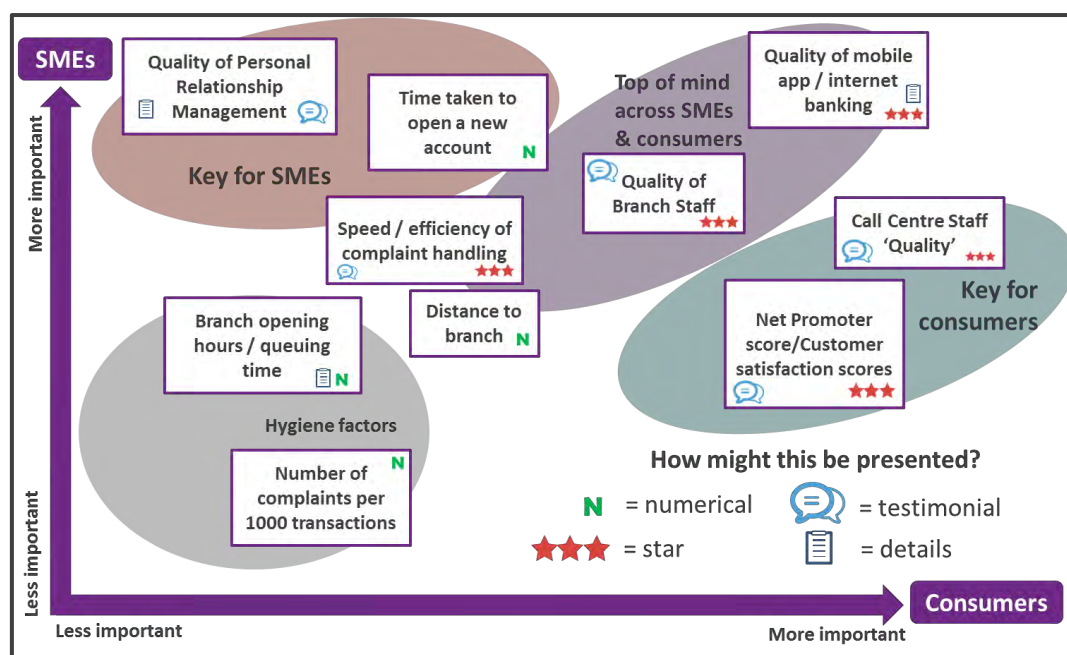 SMEs
More important
Less important
Quality of Personal
Relationship
Management
Time taken to
open a new
account
N
Key for SMEs
Top of mind
across SMEs
& consumers
Quality of mobile
app / internet
banking
Quality of
Branch Staff
Speed / efficiency of
complaint handling
Call Centre Staff
‘Quality’
Key for
consumers
Distance to
branch
N
Net Promoter
score/Customer
satisfaction scores
Branch opening
hours / queuing
time
N
Hygiene factors
N
Number of
complaints per
1000 transactions
How might this be presented?
N = numerical
= testimonial
= star
= details
Less important
More important
Consumers